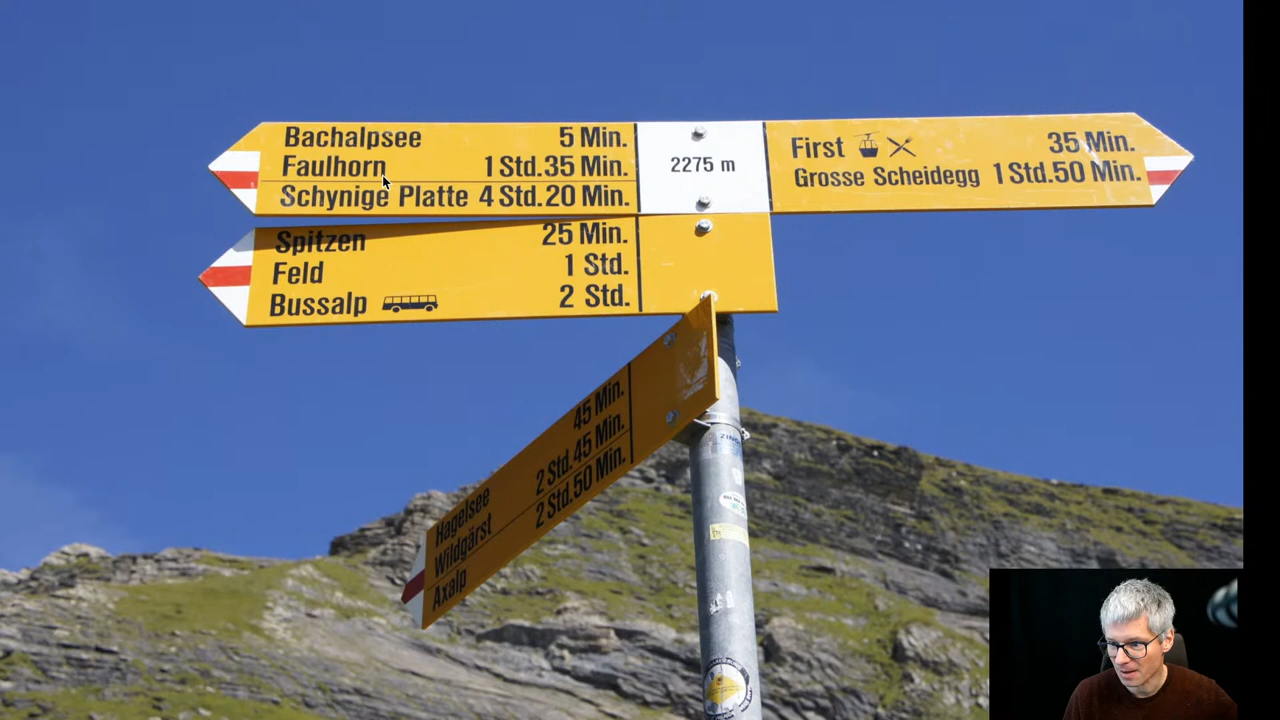 Bachalpsee 5 Min.
Faulhorn 1 Std. 35 Min.
Schynige Platte 4 Std. 20 Min.
2275 m
First 35 Min.
Grosse Scheidegg 1 Std. 50 Min.
Spitzen 25 Min.
Feld 1 Std.
Bussalp 2 Std.
Hagelsee 45 Min.
Wildgärst 2 Std. 45 Min.
Axalp 2 Std. 50 Min.